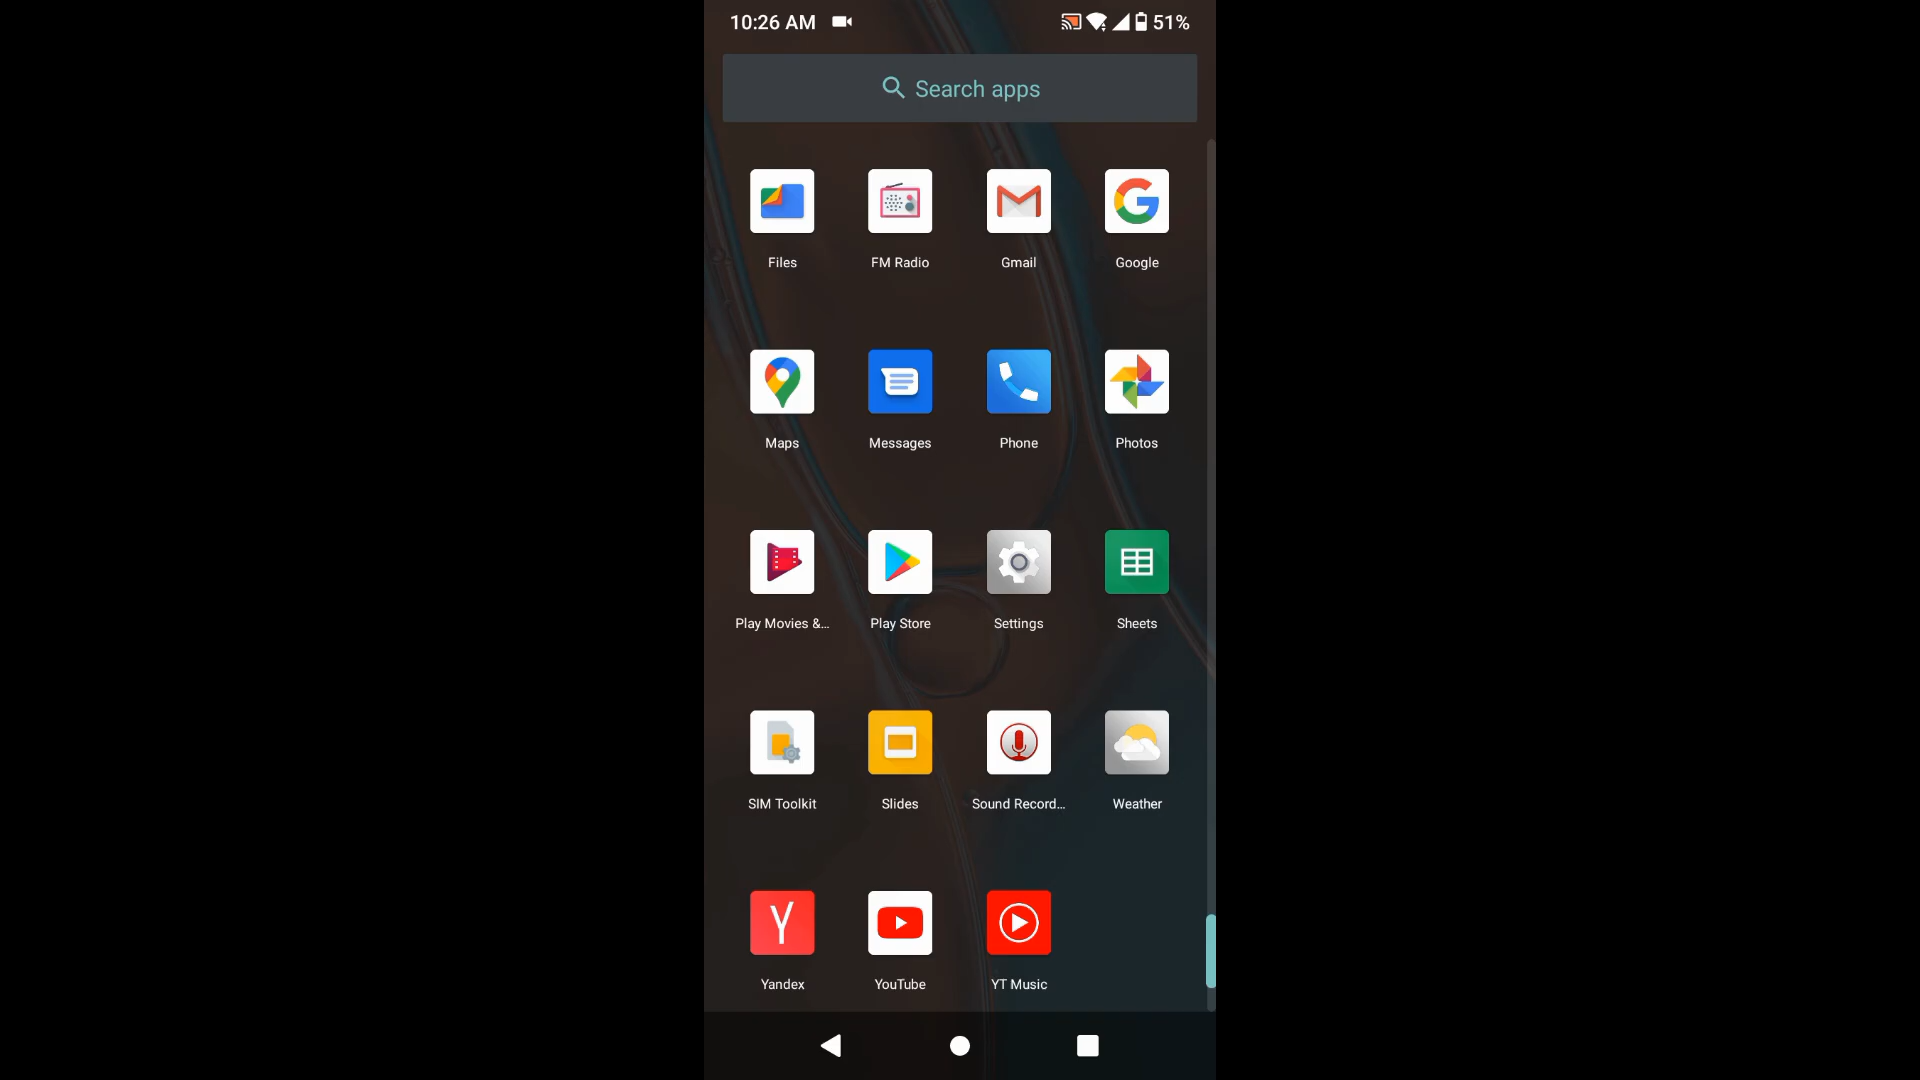 10:26 AM 51%
Search apps
Files FM Radio Gmail Google
Maps Messages Phone Photos
Play Movies &... Play Store Settings Sheets
SIM Toolkit Slides Sound Record... Weather
Yandex YouTube YT Music